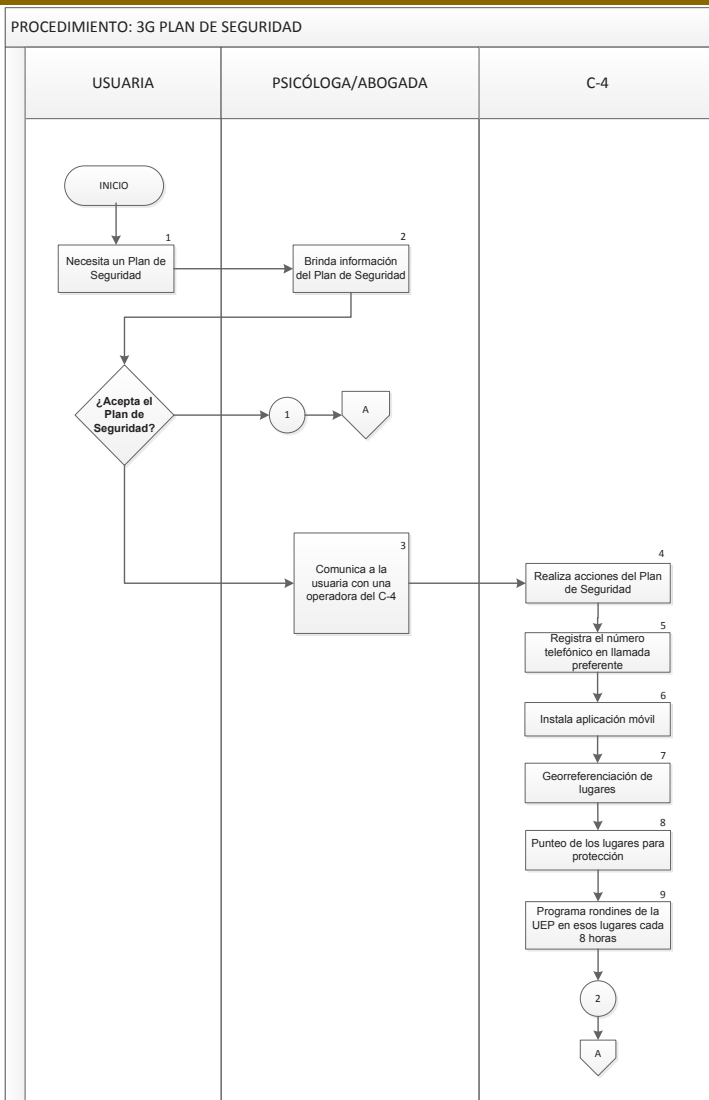 PROCEDIMIENTO: 3G PLAN DE SEGURIDAD
USUARIA
PSICÓLOGA/ABOGADA
C-4
INICIO
1
Necesita un Plan de
Seguridad
2
Brinda información
del Plan de Seguridad
¿Acepta el
Plan de
Seguridad?
1
A
3
Comunica a la
usuaria con una
operadora del C-4
4
Realiza acciones del Plan
de Seguridad
5
Registra el número
telefónico en llamada
preferente
6
Instala aplicación móvil
7
Georreferenciación de
lugares
8
Punteo de los lugares para
protección
9
Programa rondines de la
UEP en esos lugares cada
8 horas
2
A